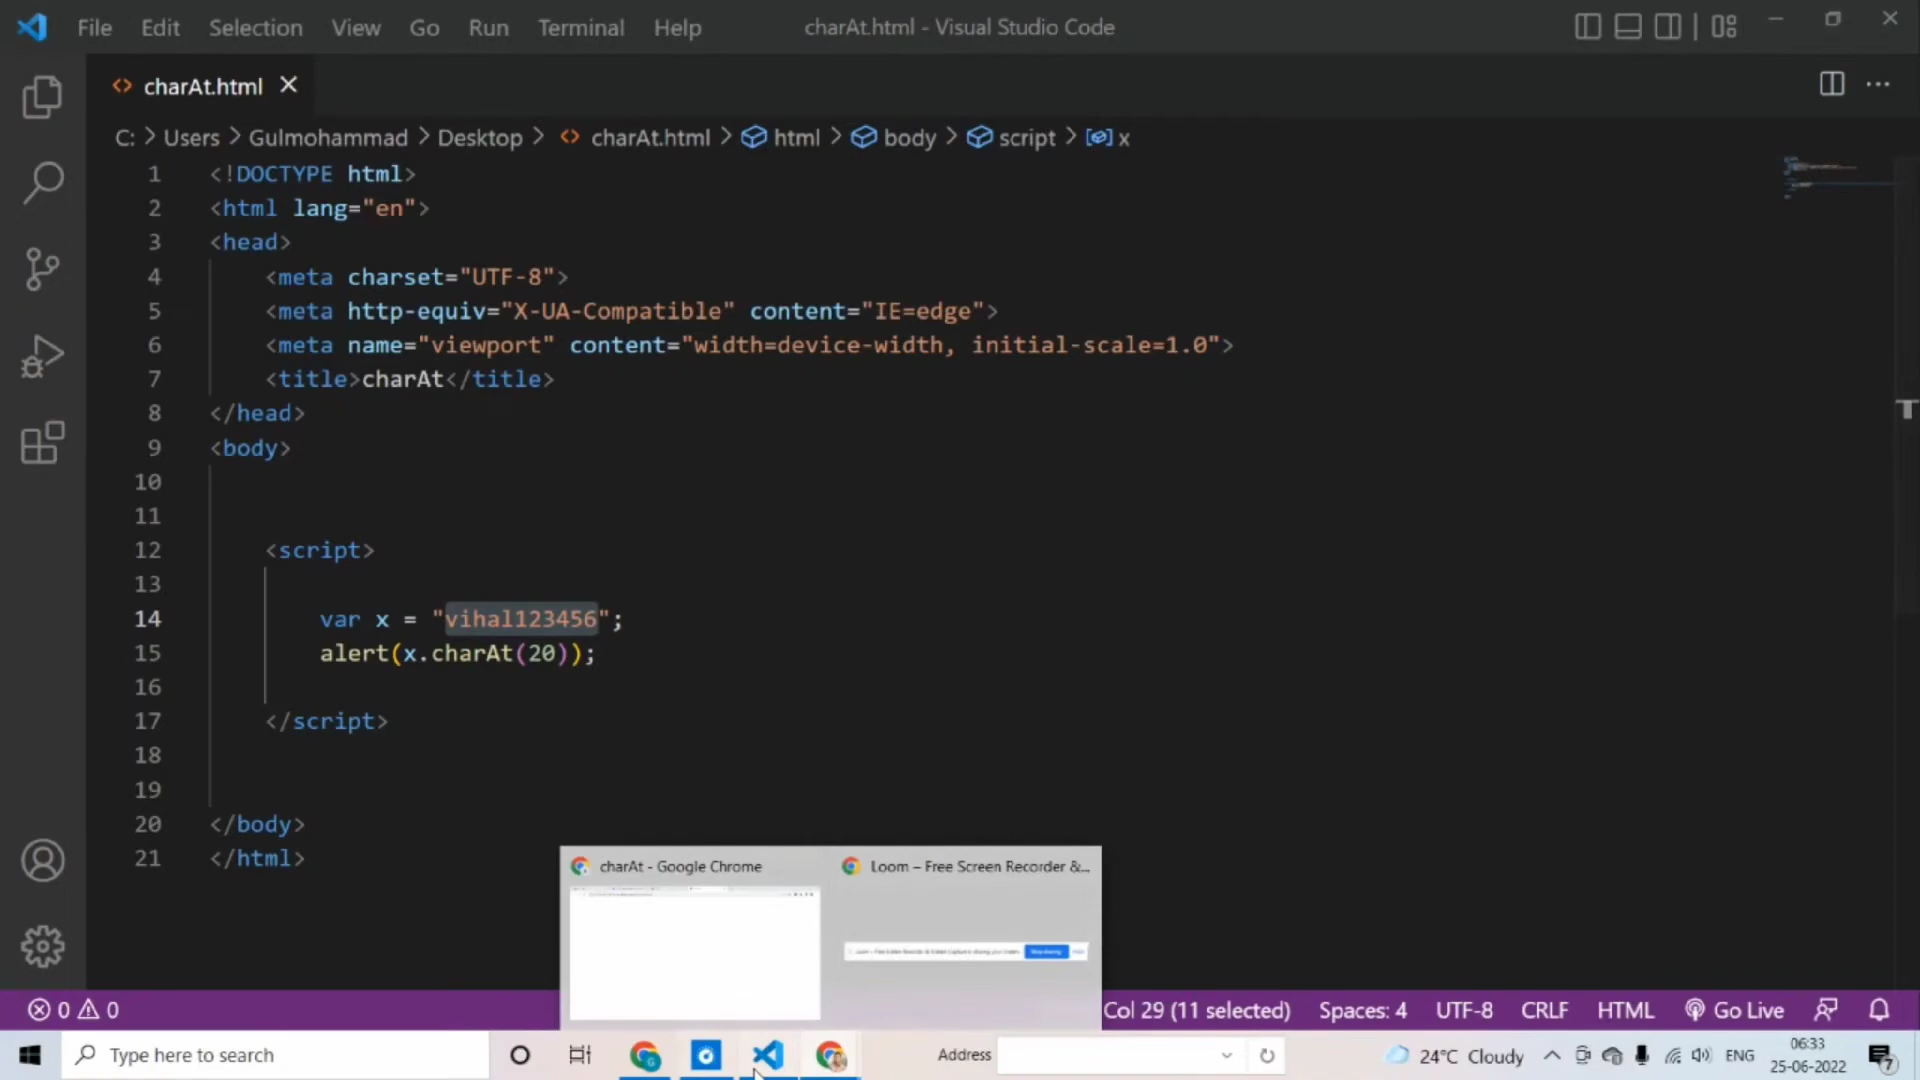 File Edit Selection View Go Run Terminal Help charAt.html - Visual Studio Code
charAt.html
C: > Users > Gulmohammad > Desktop > charAt.html > html > body > script > x
1 <!DOCTYPE html>
2 <html lang="en">
3 <head>
4 <meta charset="UTF-8">
5 <meta http-equiv="X-UA-Compatible" content="IE=edge">
6 <meta name="viewport" content="width=device-width, initial-scale=1.0">
7 <title>charAt</title>
8 </head>
9 <body>
10
11
12 <script>
13
14 var x = "vihal123456";
15 alert(x.charAt(20));
16
17 </script>
18
19
20 </body>
21 </html>
charAt - Google Chrome
Loom – Free Screen Recorder &...
0 0 Col 29 (11 selected) Spaces: 4 UTF-8 CRLF HTML Go Live
Type here to search Address 24°C Cloudy ENG 06:33
25-06-2022 7